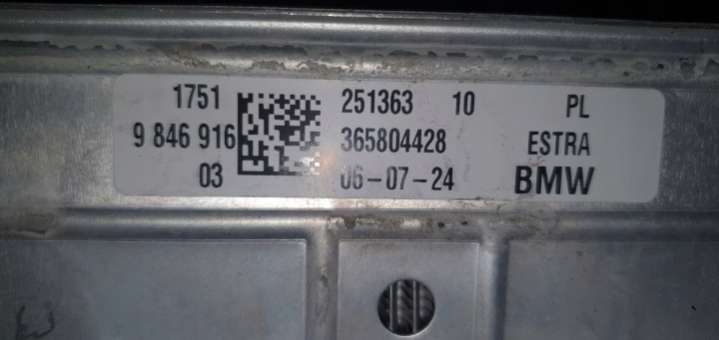 1751 251363 10 PL
9 846 916 365804428 ESTRA
03 06-07-24 BMW